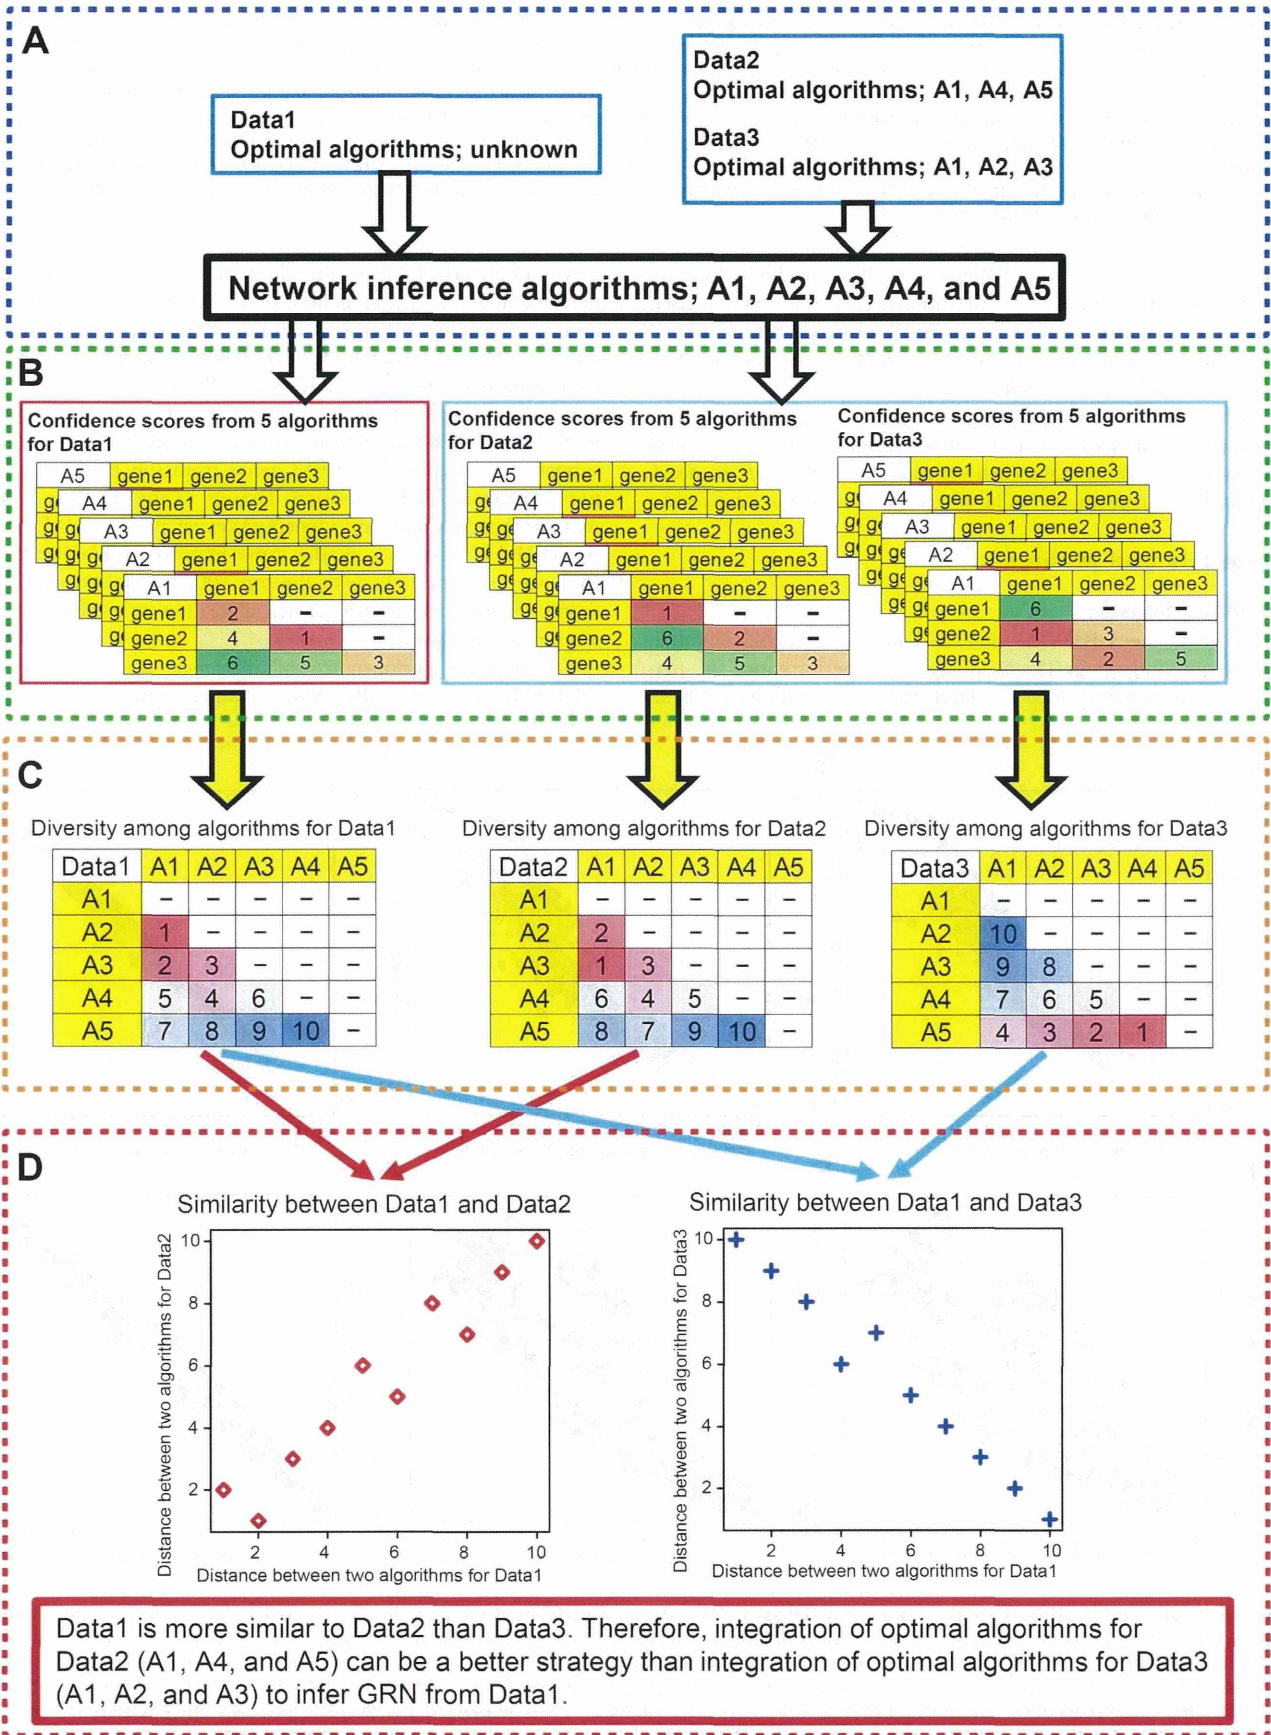 A
Data1
Optimal algorithms; unknown
Data2
Optimal algorithms; A1, A4, A5
Data3
Optimal algorithms; A1, A2, A3
Network inference algorithms; A1, A2, A3, A4, and A5
B
Confidence scores from 5 algorithms
for Data1
A5 gene1 gene2 gene3
A4 gene1 gene2 gene3
A3 gene1 gene2 gene3
A2 gene1 gene2 gene3
A1 gene1 gene2 gene3
gene1 2 – –
gene2 4 1 –
gene3 6 5 3
Confidence scores from 5 algorithms
for Data2
A5 gene1 gene2 gene3
A4 gene1 gene2 gene3
A3 gene1 gene2 gene3
A2 gene1 gene2 gene3
A1 gene1 gene2 gene3
gene1 1 – –
gene2 6 2 –
gene3 4 5 3
Confidence scores from 5 algorithms
for Data3
A5 gene1 gene2 gene3
A4 gene1 gene2 gene3
A3 gene1 gene2 gene3
A2 gene1 gene2 gene3
A1 gene1 gene2 gene3
gene1 6 – –
gene2 1 3 –
gene3 4 2 5
C
Diversity among algorithms for Data1
Data1 A1 A2 A3 A4 A5
A1 – – – – –
A2 1 – – – –
A3 2 3 – – –
A4 5 4 6 – –
A5 7 8 9 10 –
Diversity among algorithms for Data2
Data2 A1 A2 A3 A4 A5
A1 – – – – –
A2 2 – – – –
A3 1 3 – – –
A4 6 4 5 – –
A5 8 7 9 10 –
Diversity among algorithms for Data3
Data3 A1 A2 A3 A4 A5
A1 – – – – –
A2 10 – – – –
A3 9 8 – – –
A4 7 6 5 – –
A5 4 3 2 1 –
D
Similarity between Data1 and Data2
Distance between two algorithms for Data2
10
8
6
4
2
2 4 6 8 10
Distance between two algorithms for Data1
Similarity between Data1 and Data3
Distance between two algorithms for Data3
10
8
6
4
2
2 4 6 8 10
Distance between two algorithms for Data1
Data1 is more similar to Data2 than Data3. Therefore, integration of optimal algorithms for
Data2 (A1, A4, and A5) can be a better strategy than integration of optimal algorithms for Data3
(A1, A2, and A3) to infer GRN from Data1.